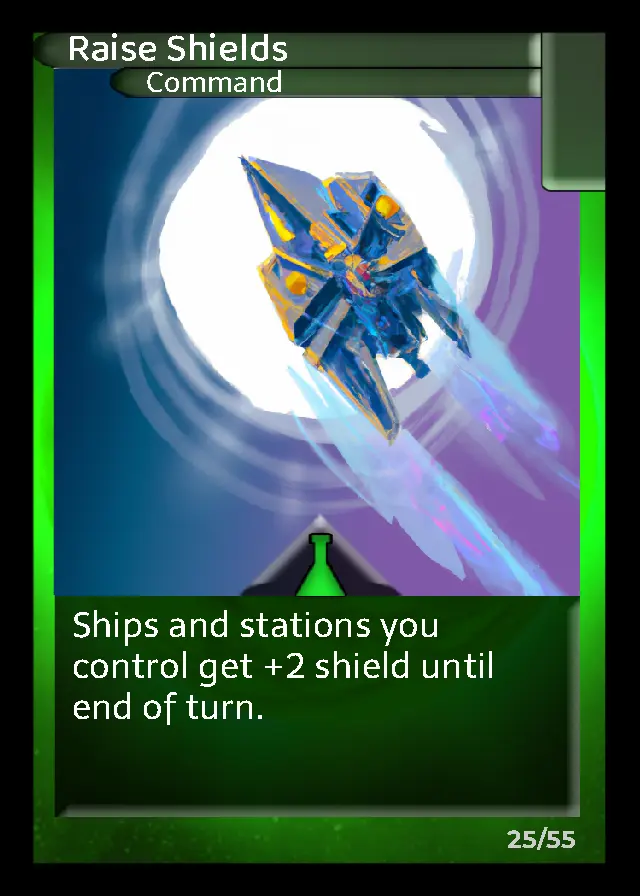 Raise Shields
Command
Ships and stations you
control get +2 shield until
end of turn.
25/55